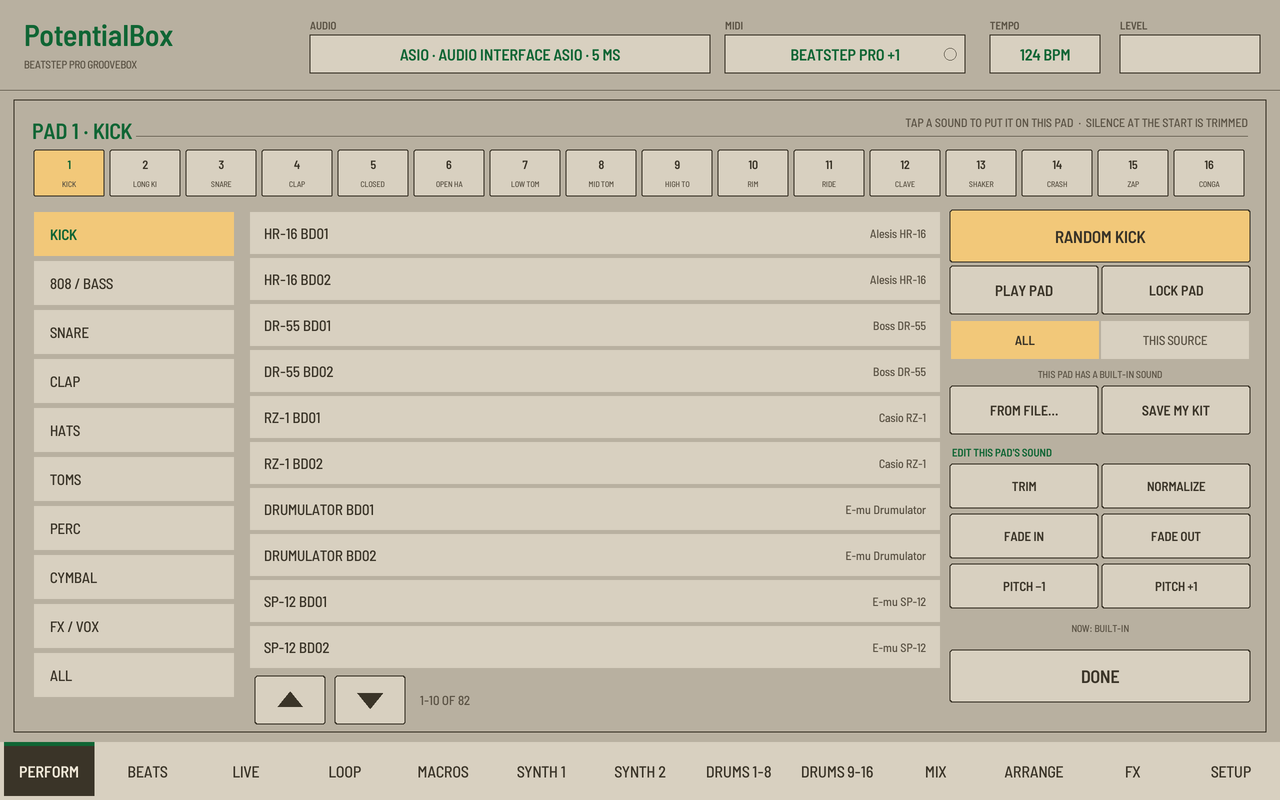 PotentialBox
BEATSTEP PRO GROOVEBOX
AUDIO
ASIO · AUDIO INTERFACE ASIO · 5 MS
MIDI
BEATSTEP PRO +1
TEMPO
124 BPM
LEVEL
PAD 1 · KICK
TAP A SOUND TO PUT IT ON THIS PAD · SILENCE AT THE START IS TRIMMED
1 2 3 4 5 6 7 8 9 10 11 12 13 14 15 16
KICK LONG KI SNARE CLAP CLOSED OPEN HA LOW TOM MID TOM HIGH TO RIM RIDE CLAVE SHAKER CRASH ZAP CONGA
KICK
808 / BASS
SNARE
CLAP
HATS
TOMS
PERC
CYMBAL
FX / VOX
ALL
HR-16 BD01 Alesis HR-16
HR-16 BD02 Alesis HR-16
DR-55 BD01 Boss DR-55
DR-55 BD02 Boss DR-55
RZ-1 BD01 Casio RZ-1
RZ-1 BD02 Casio RZ-1
DRUMULATOR BD01 E-mu Drumulator
DRUMULATOR BD02 E-mu Drumulator
SP-12 BD01 E-mu SP-12
SP-12 BD02 E-mu SP-12
1-10 OF 82
RANDOM KICK
PLAY PAD LOCK PAD
ALL THIS SOURCE
THIS PAD HAS A BUILT-IN SOUND
FROM FILE... SAVE MY KIT
EDIT THIS PAD'S SOUND
TRIM NORMALIZE
FADE IN FADE OUT
PITCH −1 PITCH +1
NOW: BUILT-IN
DONE
PERFORM BEATS LIVE LOOP MACROS SYNTH 1 SYNTH 2 DRUMS 1-8 DRUMS 9-16 MIX ARRANGE FX SETUP